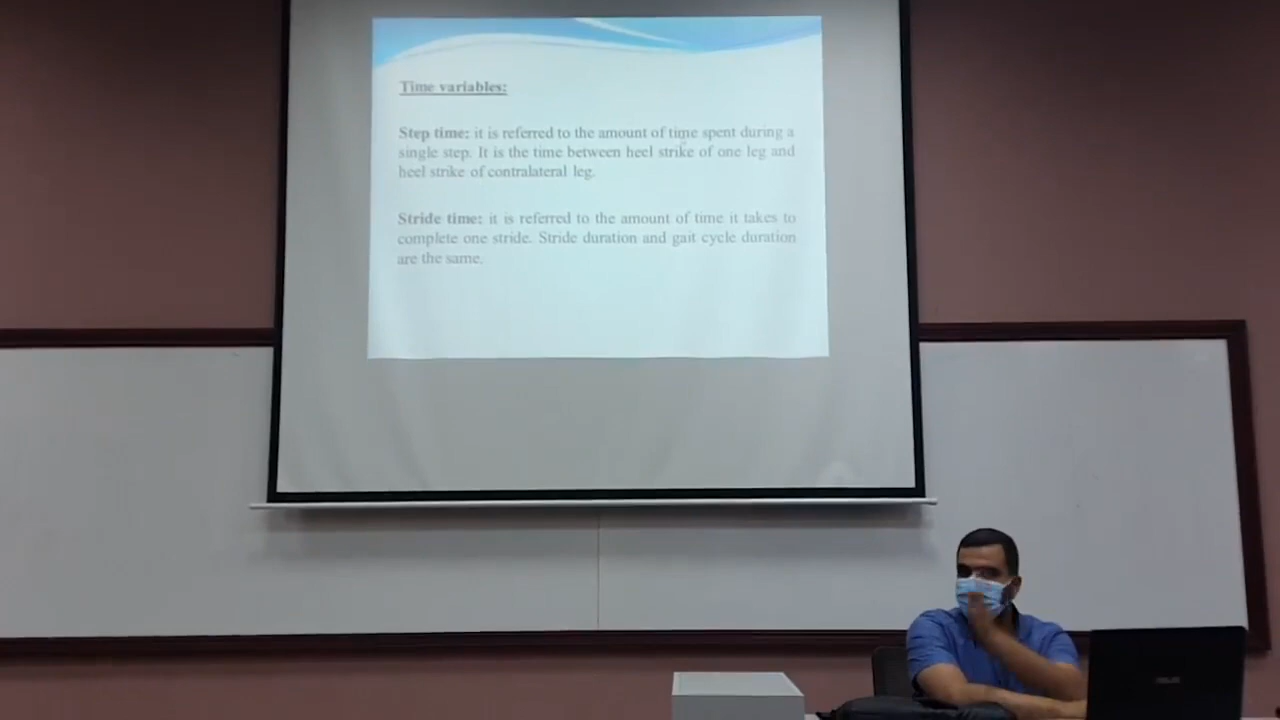 Time variables:
Step time: it is referred to the amount of time spent during a
single step. It is the time between heel strike of one leg and
heel strike of contralateral leg.
Stride time: it is referred to the amount of time it takes to
complete one stride. Stride duration and gait cycle duration
are the same.
ASUS